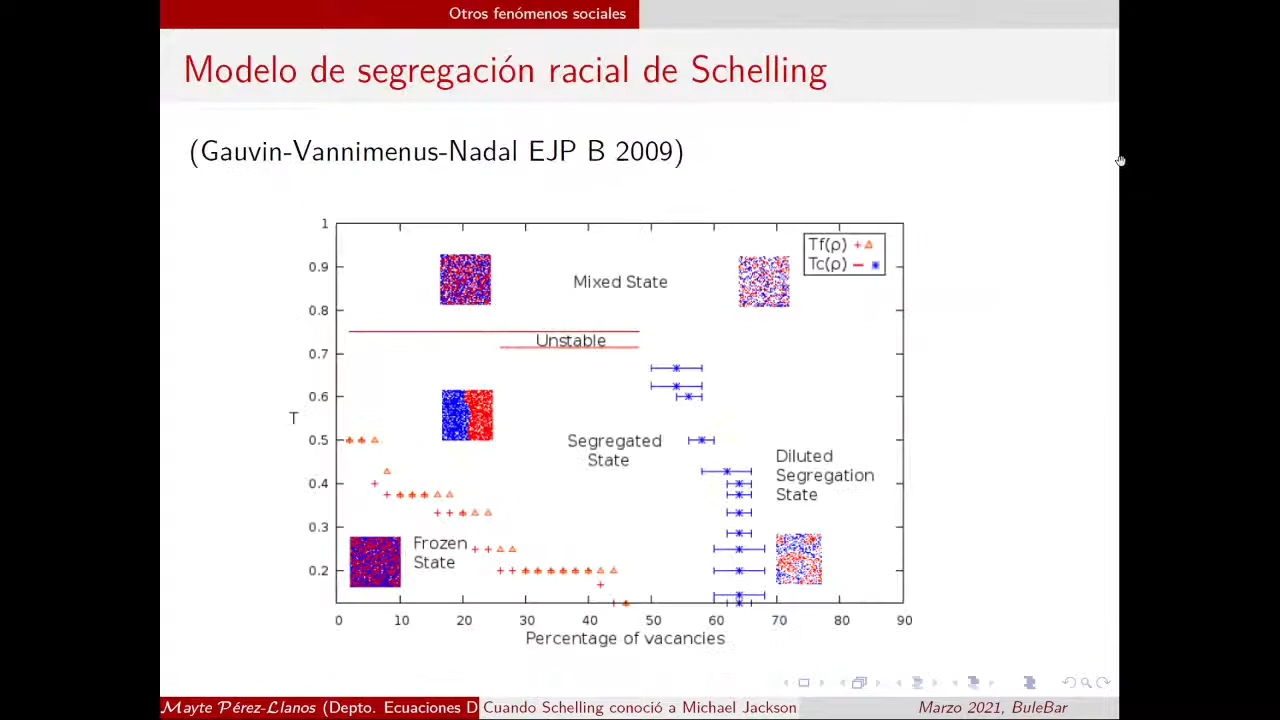 Otros fenómenos sociales
Modelo de segregación racial de Schelling
(Gauvin-Vannimenus-Nadal EJP B 2009)
1
0.9
0.8
0.7
0.6
0.5
0.4
0.3
0.2
T
Tf(ρ)
Tc(ρ)
Mixed State
Unstable
Segregated
State
Diluted
Segregation
State
Frozen
State
0 10 20 30 40 50 60 70 80 90
Percentage of vacancies
Mayte Pérez-Llanos (Depto. Ecuaciones D Cuando Schelling conoció a Michael Jackson Marzo 2021, BuleBar